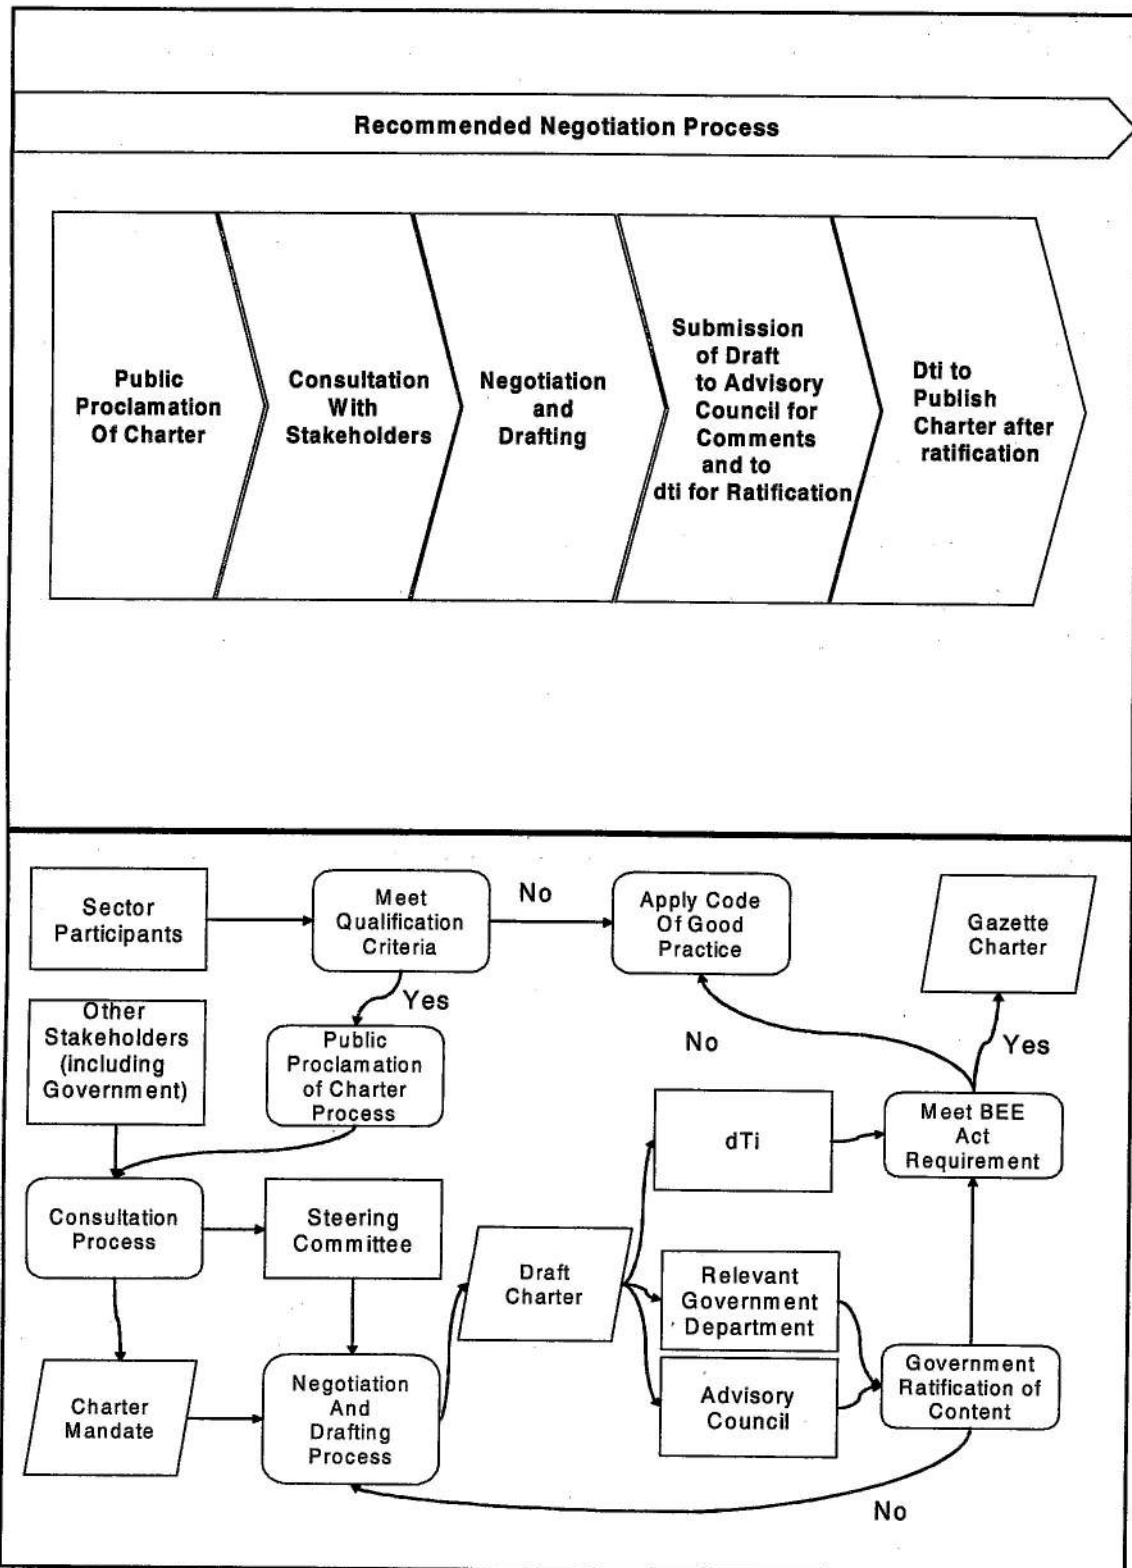 Recommended Negotiation Process
Public
Proclamation
Of Charter
Consultation
With
Stakeholders
Negotiation
and
Drafting
Submission
of Draft
to Advisory
Council for
Comments
and to
dti for Ratification
Dti to
Publish
Charter after
ratification
Sector
Participants
Meet
Qualification
Criteria
No
Apply Code
Of Good
Practice
Gazette
Charter
Yes
Other
Stakeholders
(including
Government)
Public
Proclamation
of Charter
Process
No
Yes
dTi
Meet BEE
Act
Requirement
Consultation
Process
Steering
Committee
Draft
Charter
Relevant
Government
Department
Charter
Mandate
Negotiation
And
Drafting
Process
Advisory
Council
Government
Ratification of
Content
No